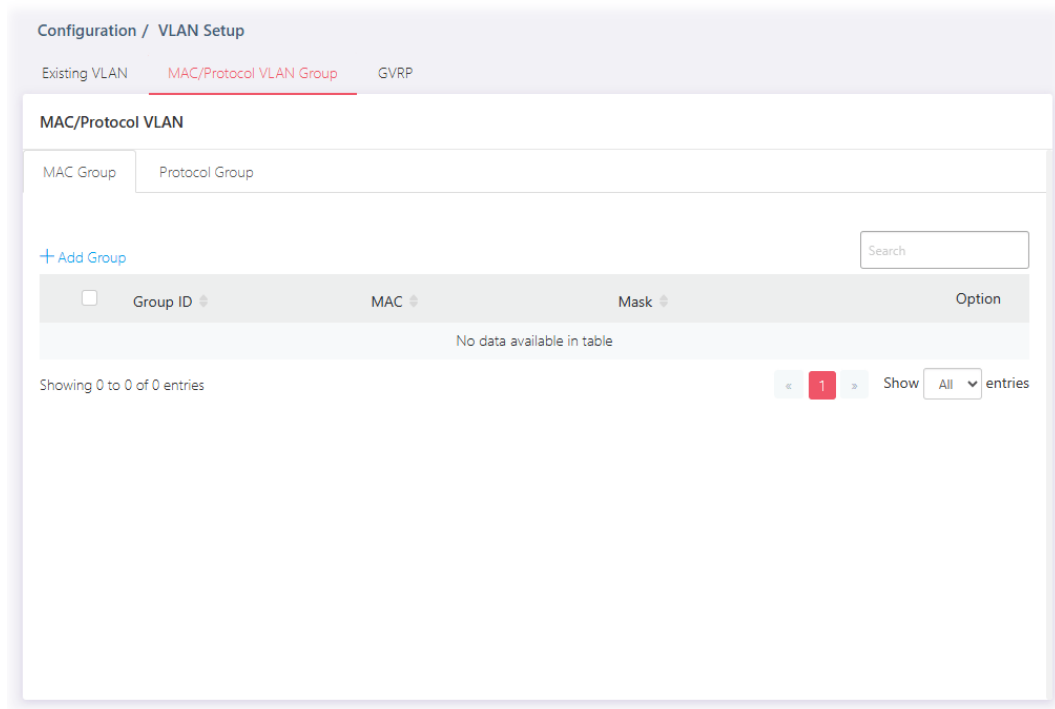 Configuration / VLAN Setup
Existing VLAN MAC/Protocol VLAN Group GVRP
MAC/Protocol VLAN
MAC Group Protocol Group
+ Add Group Search
Group ID MAC Mask Option
No data available in table
Showing 0 to 0 of 0 entries « 1 » Show All entries